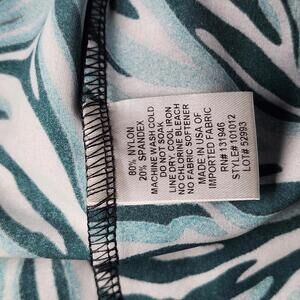 80% NYLON
20% SPANDEX
MACHINE WASH COLD
DO NOT SOAK
LINE DRY. COOL IRON
NO CHLORINE BLEACH
NO FABRIC SOFTENER
MADE IN USA OF
IMPORTED FABRIC
RN# 131946
STYLE# 101012
LOT# 52993